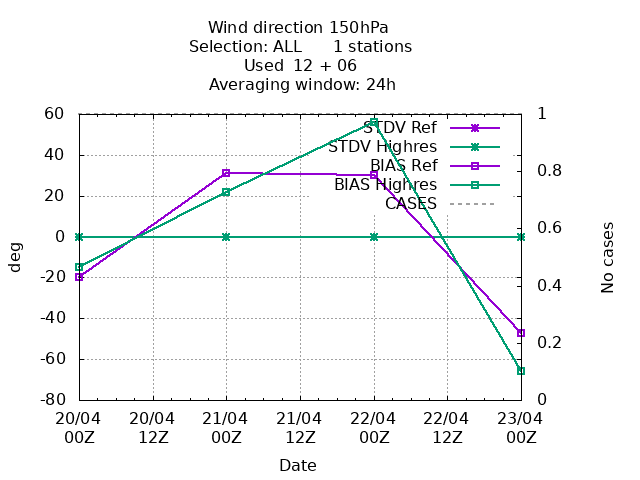 Wind direction 150hPa
Selection: ALL 1 stations
Used 12 + 06
Averaging window: 24h
60
40
20
0
-20
-40
-60
-80
deg
1
0.8
0.6
0.4
0.2
0
No cases
STDV Ref
STDV Highres
BIAS Ref
BIAS Highres
CASES
20/04 20/04 21/04 21/04 22/04 22/04 23/04
00Z 12Z 00Z 12Z 00Z 12Z 00Z
Date